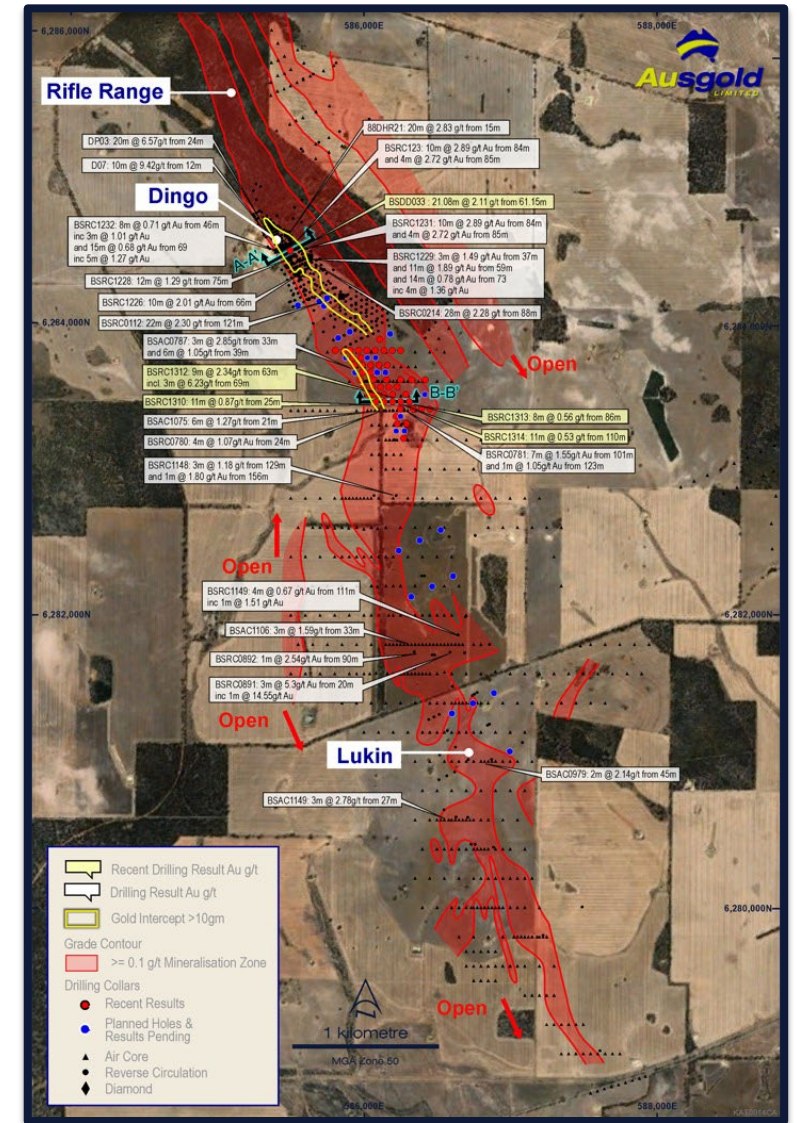 586,000E
588,000E
6,286,000N
Ausgold
LIMITED
Rifle Range
88DHR21: 20m @ 2.83 g/t from 15m
DP03: 20m @ 6.57g/t from 24m
BSRC123: 10m @ 2.89 g/t Au from 84m
and 4m @ 2.72 g/t Au from 85m
D07: 10m @ 9.42g/t from 12m
Dingo
BSDD033 : 21.08m @ 2.11 g/t from 61.15m
BSRC1232: 8m @ 0.71 g/t Au from 46m
inc 3m @ 1.01 g/t Au
and 15m @ 0.68 g/t Au from 69
inc 5m @ 1.27 g/t Au
BSRC1231: 10m @ 2.89 g/t Au from 84m
and 4m @ 2.72 g/t Au from 85m
A-A'
BSRC1229: 3m @ 1.49 g/t Au from 37m
and 11m @ 1.89 g/t Au from 59m
and 14m @ 0.78 g/t Au from 73
inc 4m @ 1.36 g/t Au
BSRC1228: 12m @ 1.29 g/t from 75m
BSRC1226: 10m @ 2.01 g/t Au from 66m
BSRC0214: 28m @ 2.28 g/t from 88m
6,264,000N
BSRC0112: 22m @ 2.30 g/t from 121m
BSAC0787: 3m @ 2.85g/t from 33m
and 6m @ 1.05g/t from 39m
Open
BSRC1312: 9m @ 2.34g/t from 63m
incl. 3m @ 6.23g/t from 69m
B-B'
BSRC1310: 11m @ 0.87g/t from 25m
BSRC1313: 8m @ 0.56 g/t from 86m
BSAC1075: 6m @ 1.27g/t from 21m
BSRC1314: 11m @ 0.53 g/t from 110m
BSRC0780: 4m @ 1.07g/t Au from 24m
BSRC0781: 7m @ 1.55g/t Au from 101m
and 1m @ 1.05g/t Au from 123m
BSRC1148: 3m @ 1.18 g/t from 129m
and 1m @ 1.80 g/t Au from 156m
Open
BSRC1149: 4m @ 0.67 g/t Au from 111m
inc 1m @ 1.51 g/t Au
6,282,000N
6,282,000N
BSAC1106: 3m @ 1.59g/t from 33m
BSRC0892: 1m @ 2.54g/t Au from 90m
BSRC0891: 3m @ 5.3g/t Au from 20m
inc 1m @ 14.55g/t Au
Open
Lukin
BSAC0979: 2m @ 2.14g/t from 45m
BSAC1149: 3m @ 2.78g/t from 27m
Recent Drilling Result Au g/t
Drilling Result Au g/t
Gold Intercept >10gm
Grade Contour
>= 0.1 g/t Mineralisation Zone
Drilling Collars
Recent Results
Planned Holes &
Results Pending
Air Core
Reverse Circulation
Diamond
6,280,000N
Open
1 kilometre
MGA Zone 50
586,000E
588,000E